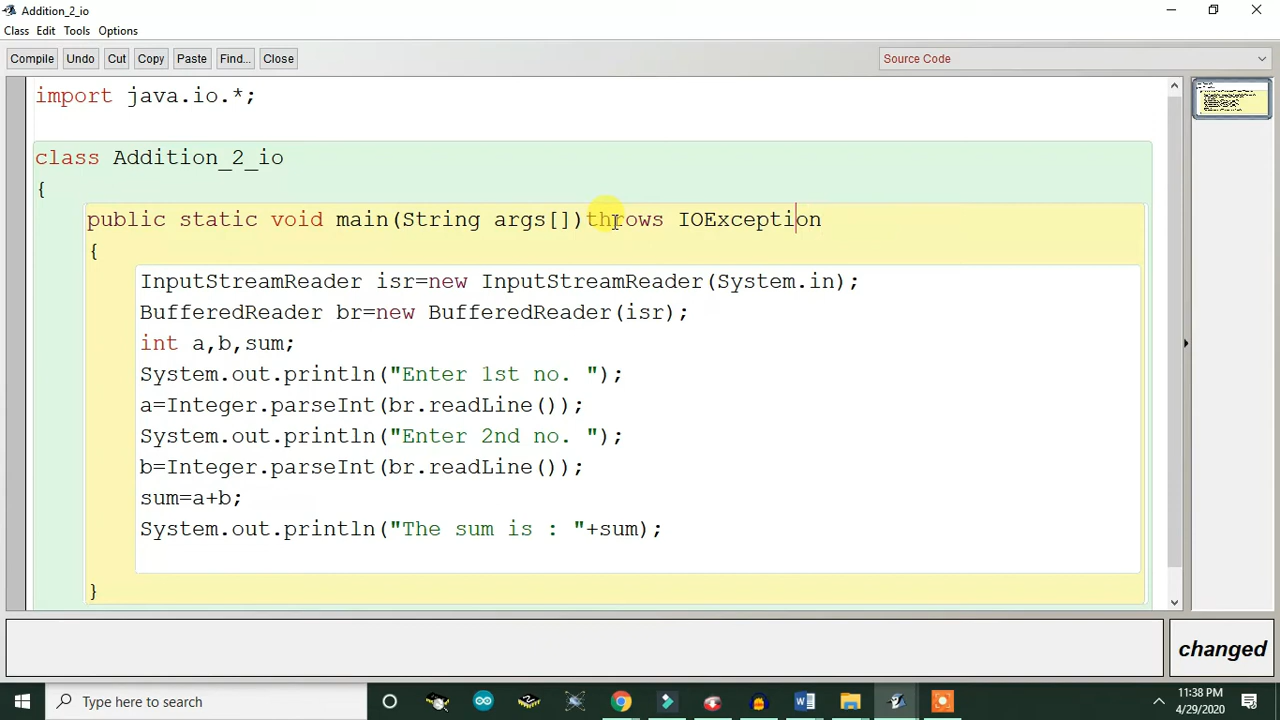 Addition_2_io
Class Edit Tools Options
Compile Undo Cut Copy Paste Find... Close Source Code
import java.io.*;
class Addition_2_io
{
public static void main(String args[])throws IOException
{
InputStreamReader isr=new InputStreamReader(System.in);
BufferedReader br=new BufferedReader(isr);
int a,b,sum;
System.out.println("Enter 1st no. ");
a=Integer.parseInt(br.readLine());
System.out.println("Enter 2nd no. ");
b=Integer.parseInt(br.readLine());
sum=a+b;
System.out.println("The sum is : "+sum);
}
changed
Type here to search
11:38 PM
4/29/2020